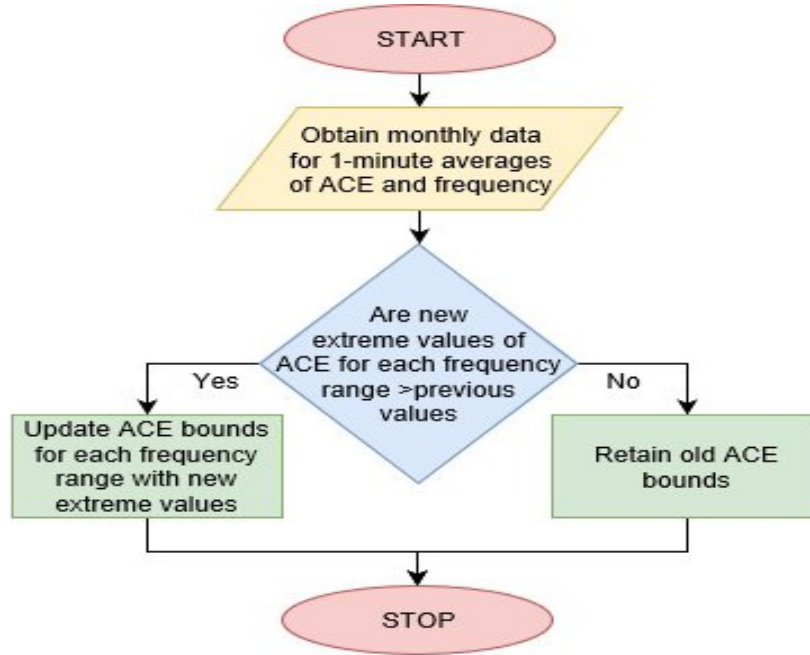 START
Obtain monthly data
for 1-minute averages
of ACE and frequency
Are new
extreme values of
ACE for each frequency
range >previous
values
Yes
No
Update ACE bounds
for each frequency
range with new
extreme values
Retain old ACE
bounds
STOP